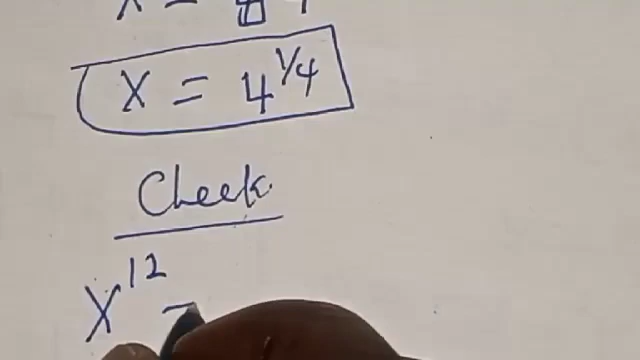 X = 4^1/4
Check
X^12 =